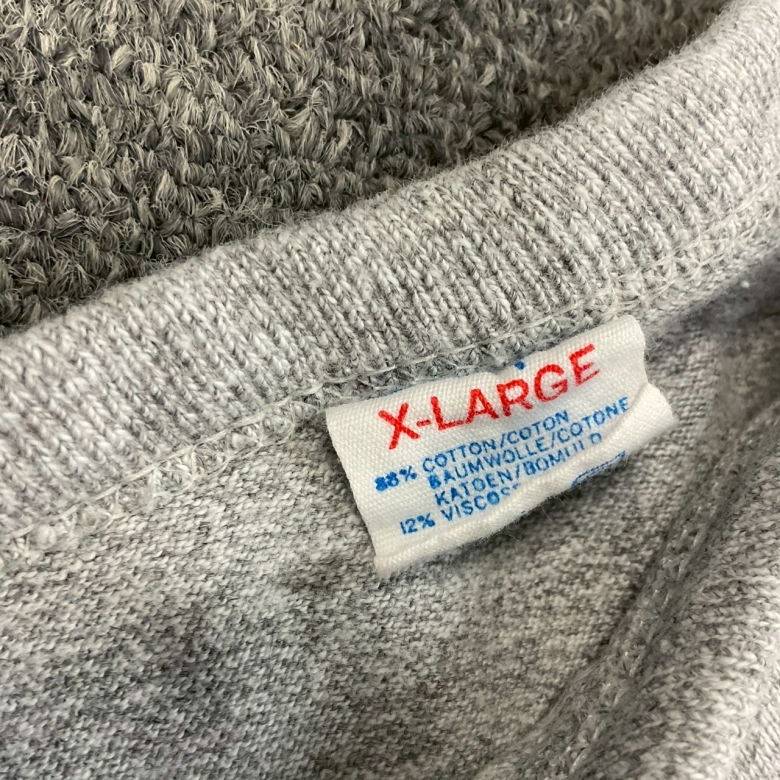 X-LARGE
88% COTTON/COTON
BAUMWOLLE/COTONE
KATOEN/BOMULD
12% VISCOS